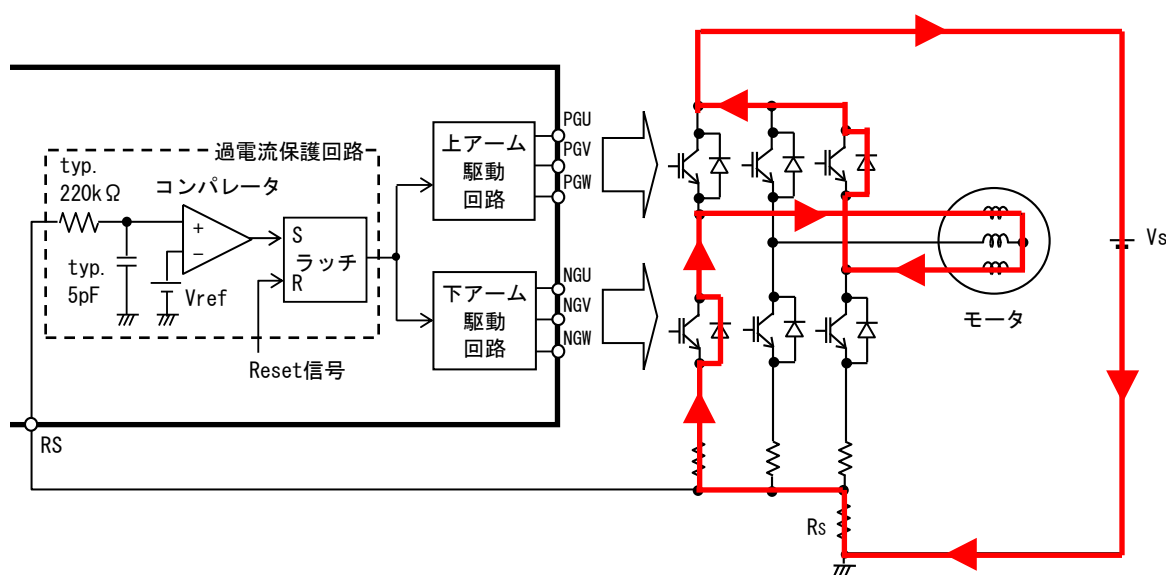 過電流保護回路
typ.
220kΩ
コンパレータ
+
−
S
ラッチ
R
typ.
5pF
Vref
Reset信号
上アーム
駆動
回路
下アーム
駆動
回路
PGU
PGV
PGW
NGU
NGV
NGW
RS
モータ
Vs
Rs